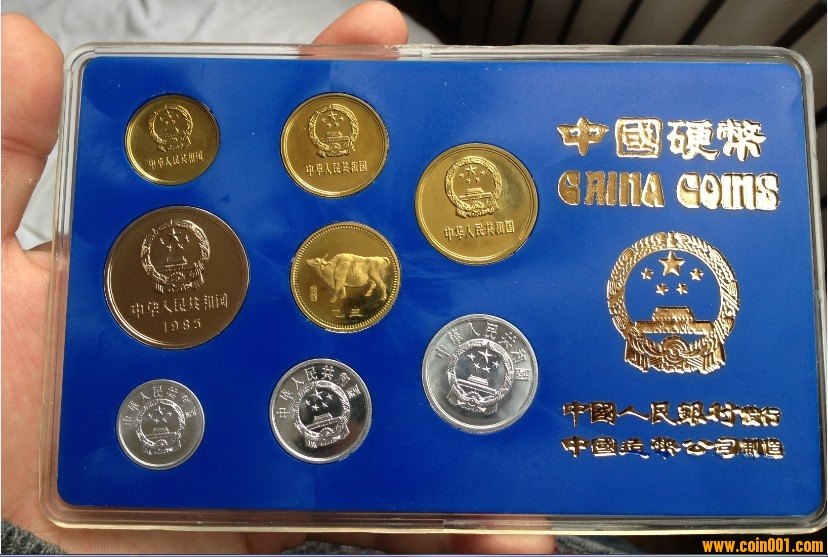 中國硬幣
CHINA COINS
中华人民共和国
中华人民共和国
中华人民共和国
中华人民共和国
1985
乙丑
中华人民共和国
中华人民共和国
中华人民共和国
中國人民銀行發行
中國造幣公司制造
www.coin001.com